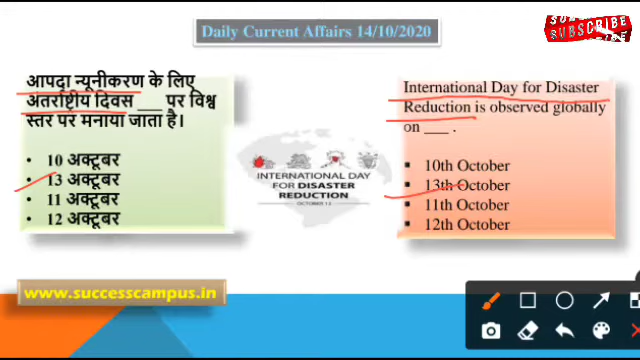 Daily Current Affairs 14/10/2020
SUBSCRIBE
आपदा न्यूनीकरण के लिए
अंतर्राष्ट्रीय दिवस ___ पर विश्व
स्तर पर मनाया जाता है।
• 10 अक्टूबर
• 13 अक्टूबर
• 11 अक्टूबर
• 12 अक्टूबर
INTERNATIONAL DAY
FOR DISASTER
REDUCTION
OCTOBER 13
International Day for Disaster
Reduction is observed globally
on ___ .
▪ 10th October
▪ 13th October
▪ 11th October
▪ 12th October
www.successcampus.in